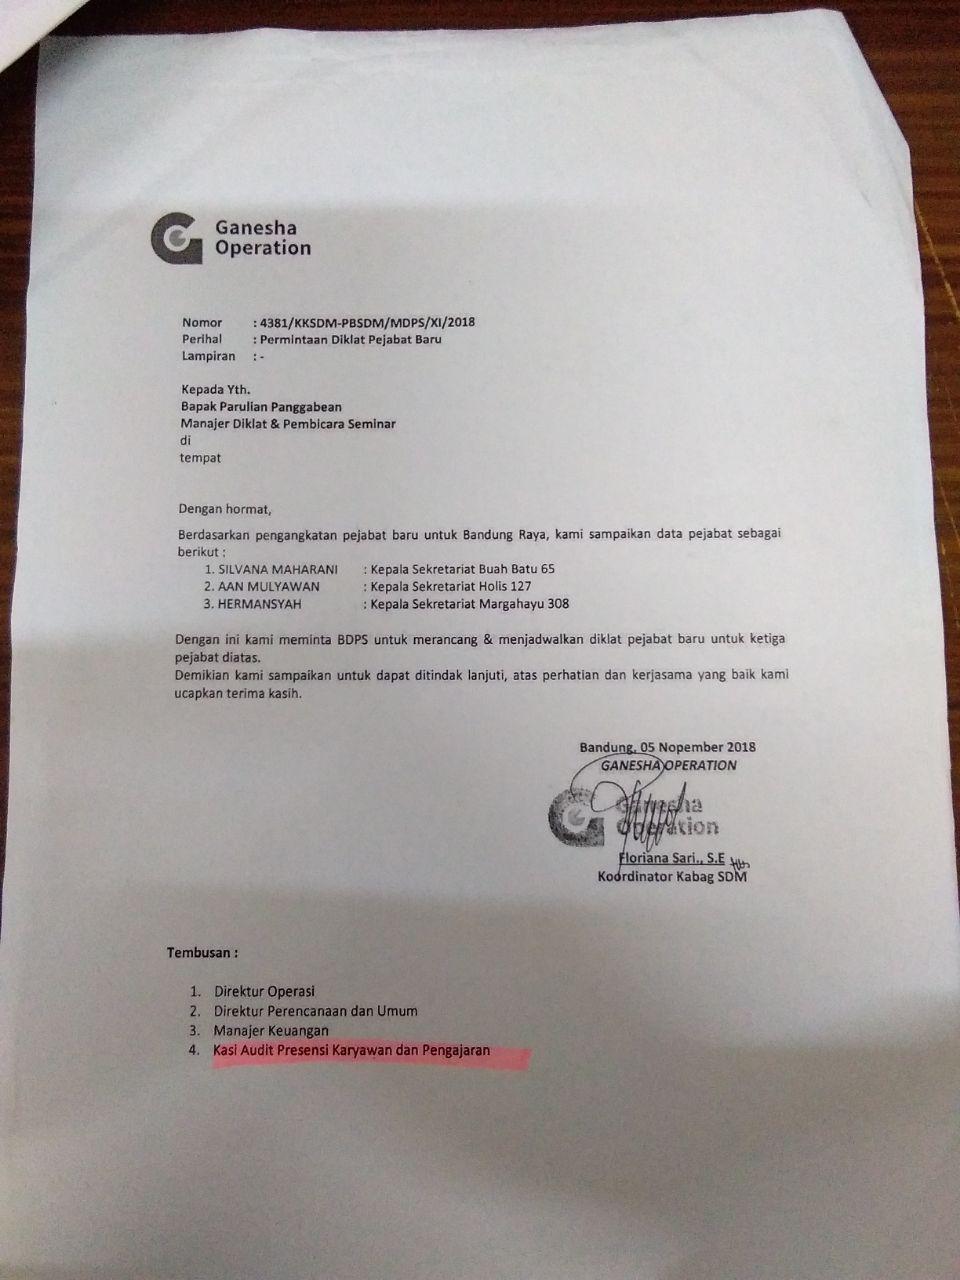 Ganesha
Operation
Nomor : 4381/KKSDM-PBSDM/MDPS/XI/2018
Perihal : Permintaan Diklat Pejabat Baru
Lampiran : -
Kepada Yth.
Bapak Parulian Panggabean
Manajer Diklat & Pembicara Seminar
di
tempat
Dengan hormat,
Berdasarkan pengangkatan pejabat baru untuk Bandung Raya, kami sampaikan data pejabat sebagai
berikut :
1. SILVANA MAHARANI : Kepala Sekretariat Buah Batu 65
2. AAN MULYAWAN : Kepala Sekretariat Holis 127
3. HERMANSYAH : Kepala Sekretariat Margahayu 308
Dengan ini kami meminta BDPS untuk merancang & menjadwalkan diklat pejabat baru untuk ketiga
pejabat diatas.
Demikian kami sampaikan untuk dapat ditindak lanjuti, atas perhatian dan kerjasama yang baik kami
ucapkan terima kasih.
Bandung, 05 Nopember 2018
GANESHA OPERATION
Ganesha
Operation
Floriana Sari., S.E
Koordinator Kabag SDM
Tembusan :
1. Direktur Operasi
2. Direktur Perencanaan dan Umum
3. Manajer Keuangan
4. Kasi Audit Presensi Karyawan dan Pengajaran